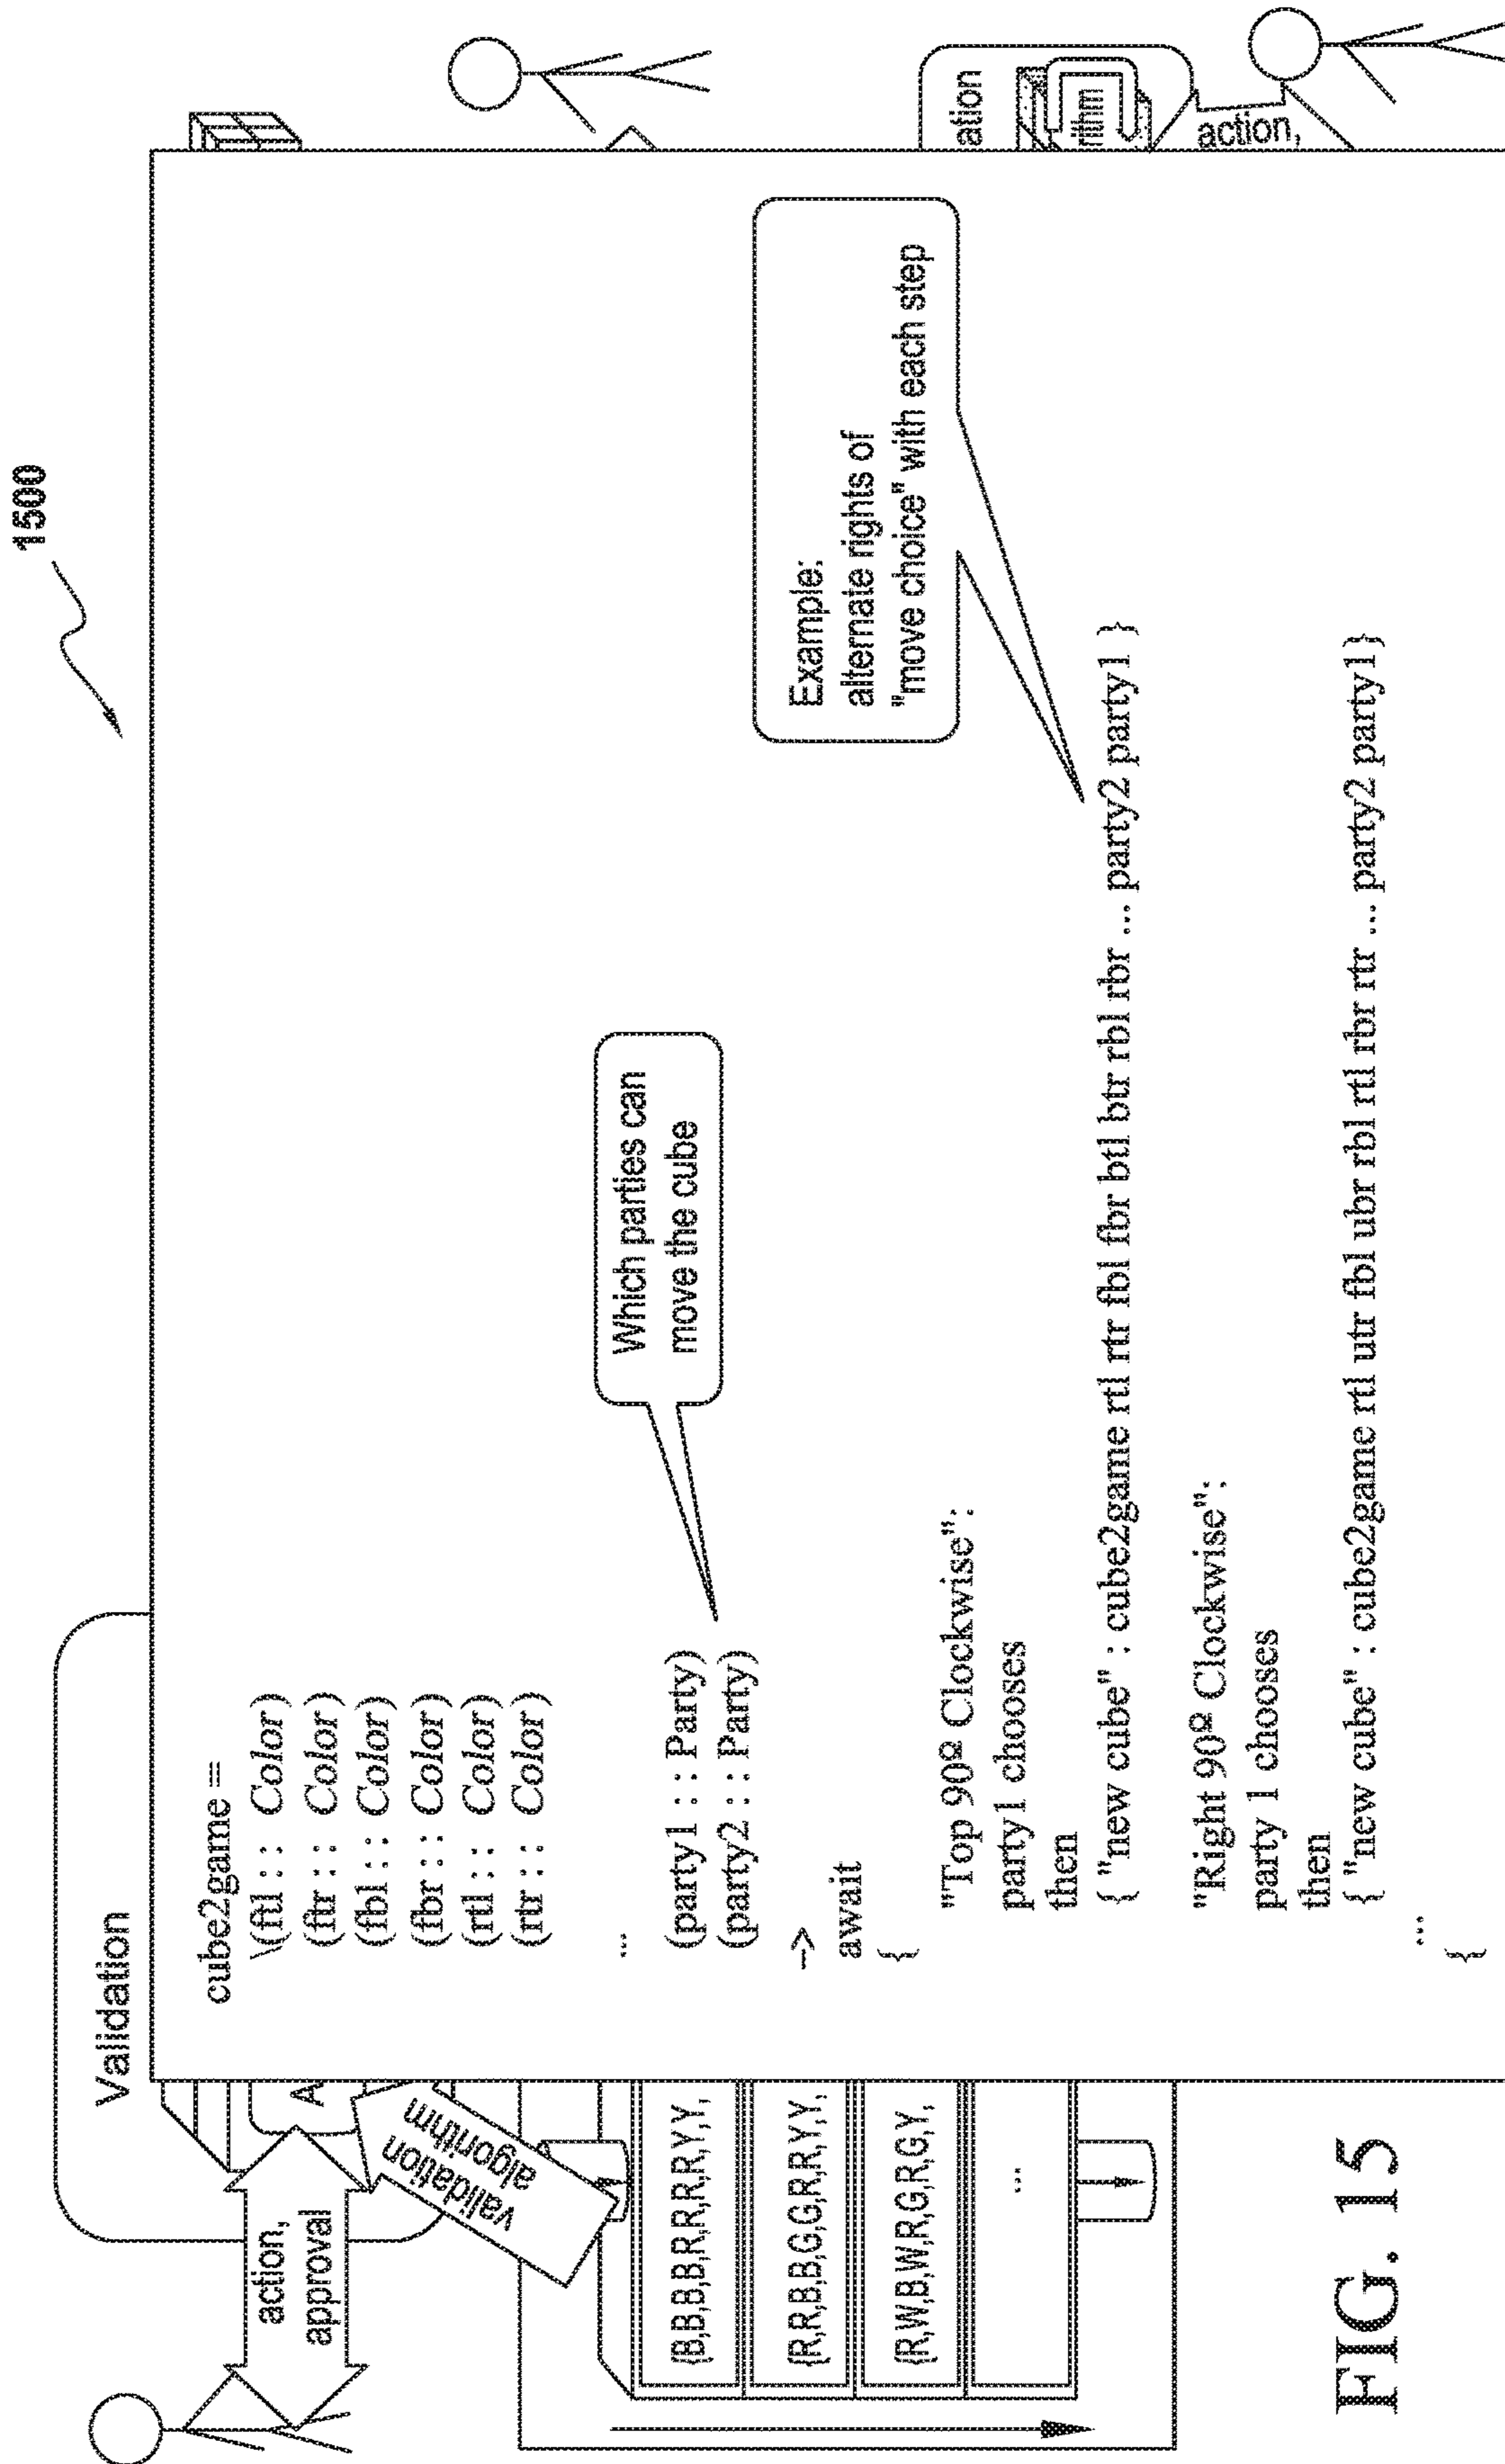 1500
Validation
action,
approval
A
validation
algorithm
{B,B,B,B,R,R,R,R,Y,Y,
{R,R,B,B,G,G,R,R,Y,Y,
{R,W,B,W,R,G,R,G,Y,
...
cube2game =
\(ftl :: Color)
(ftr :: Color)
(fbl :: Color)
(fbr :: Color)
(rtl :: Color)
(rtr :: Color)
...
(party1 :: Party)
(party2 :: Party)
->
await
{
"Top 90º Clockwise":
party1 chooses
then
{ "new cube" : cube2game rtl rtr fbl fbr btl btr rbl rbr ... party2 party1 }
"Right 90º Clockwise":
party 1 chooses
then
{ "new cube" : cube2game rtl utr fbl ubr rbl rtl rbr rtr ... party2 party1}
...
{
Which parties can
move the cube
Example:
alternate rights of
"move choice" with each step
ation
rithm
action,
FIG. 15